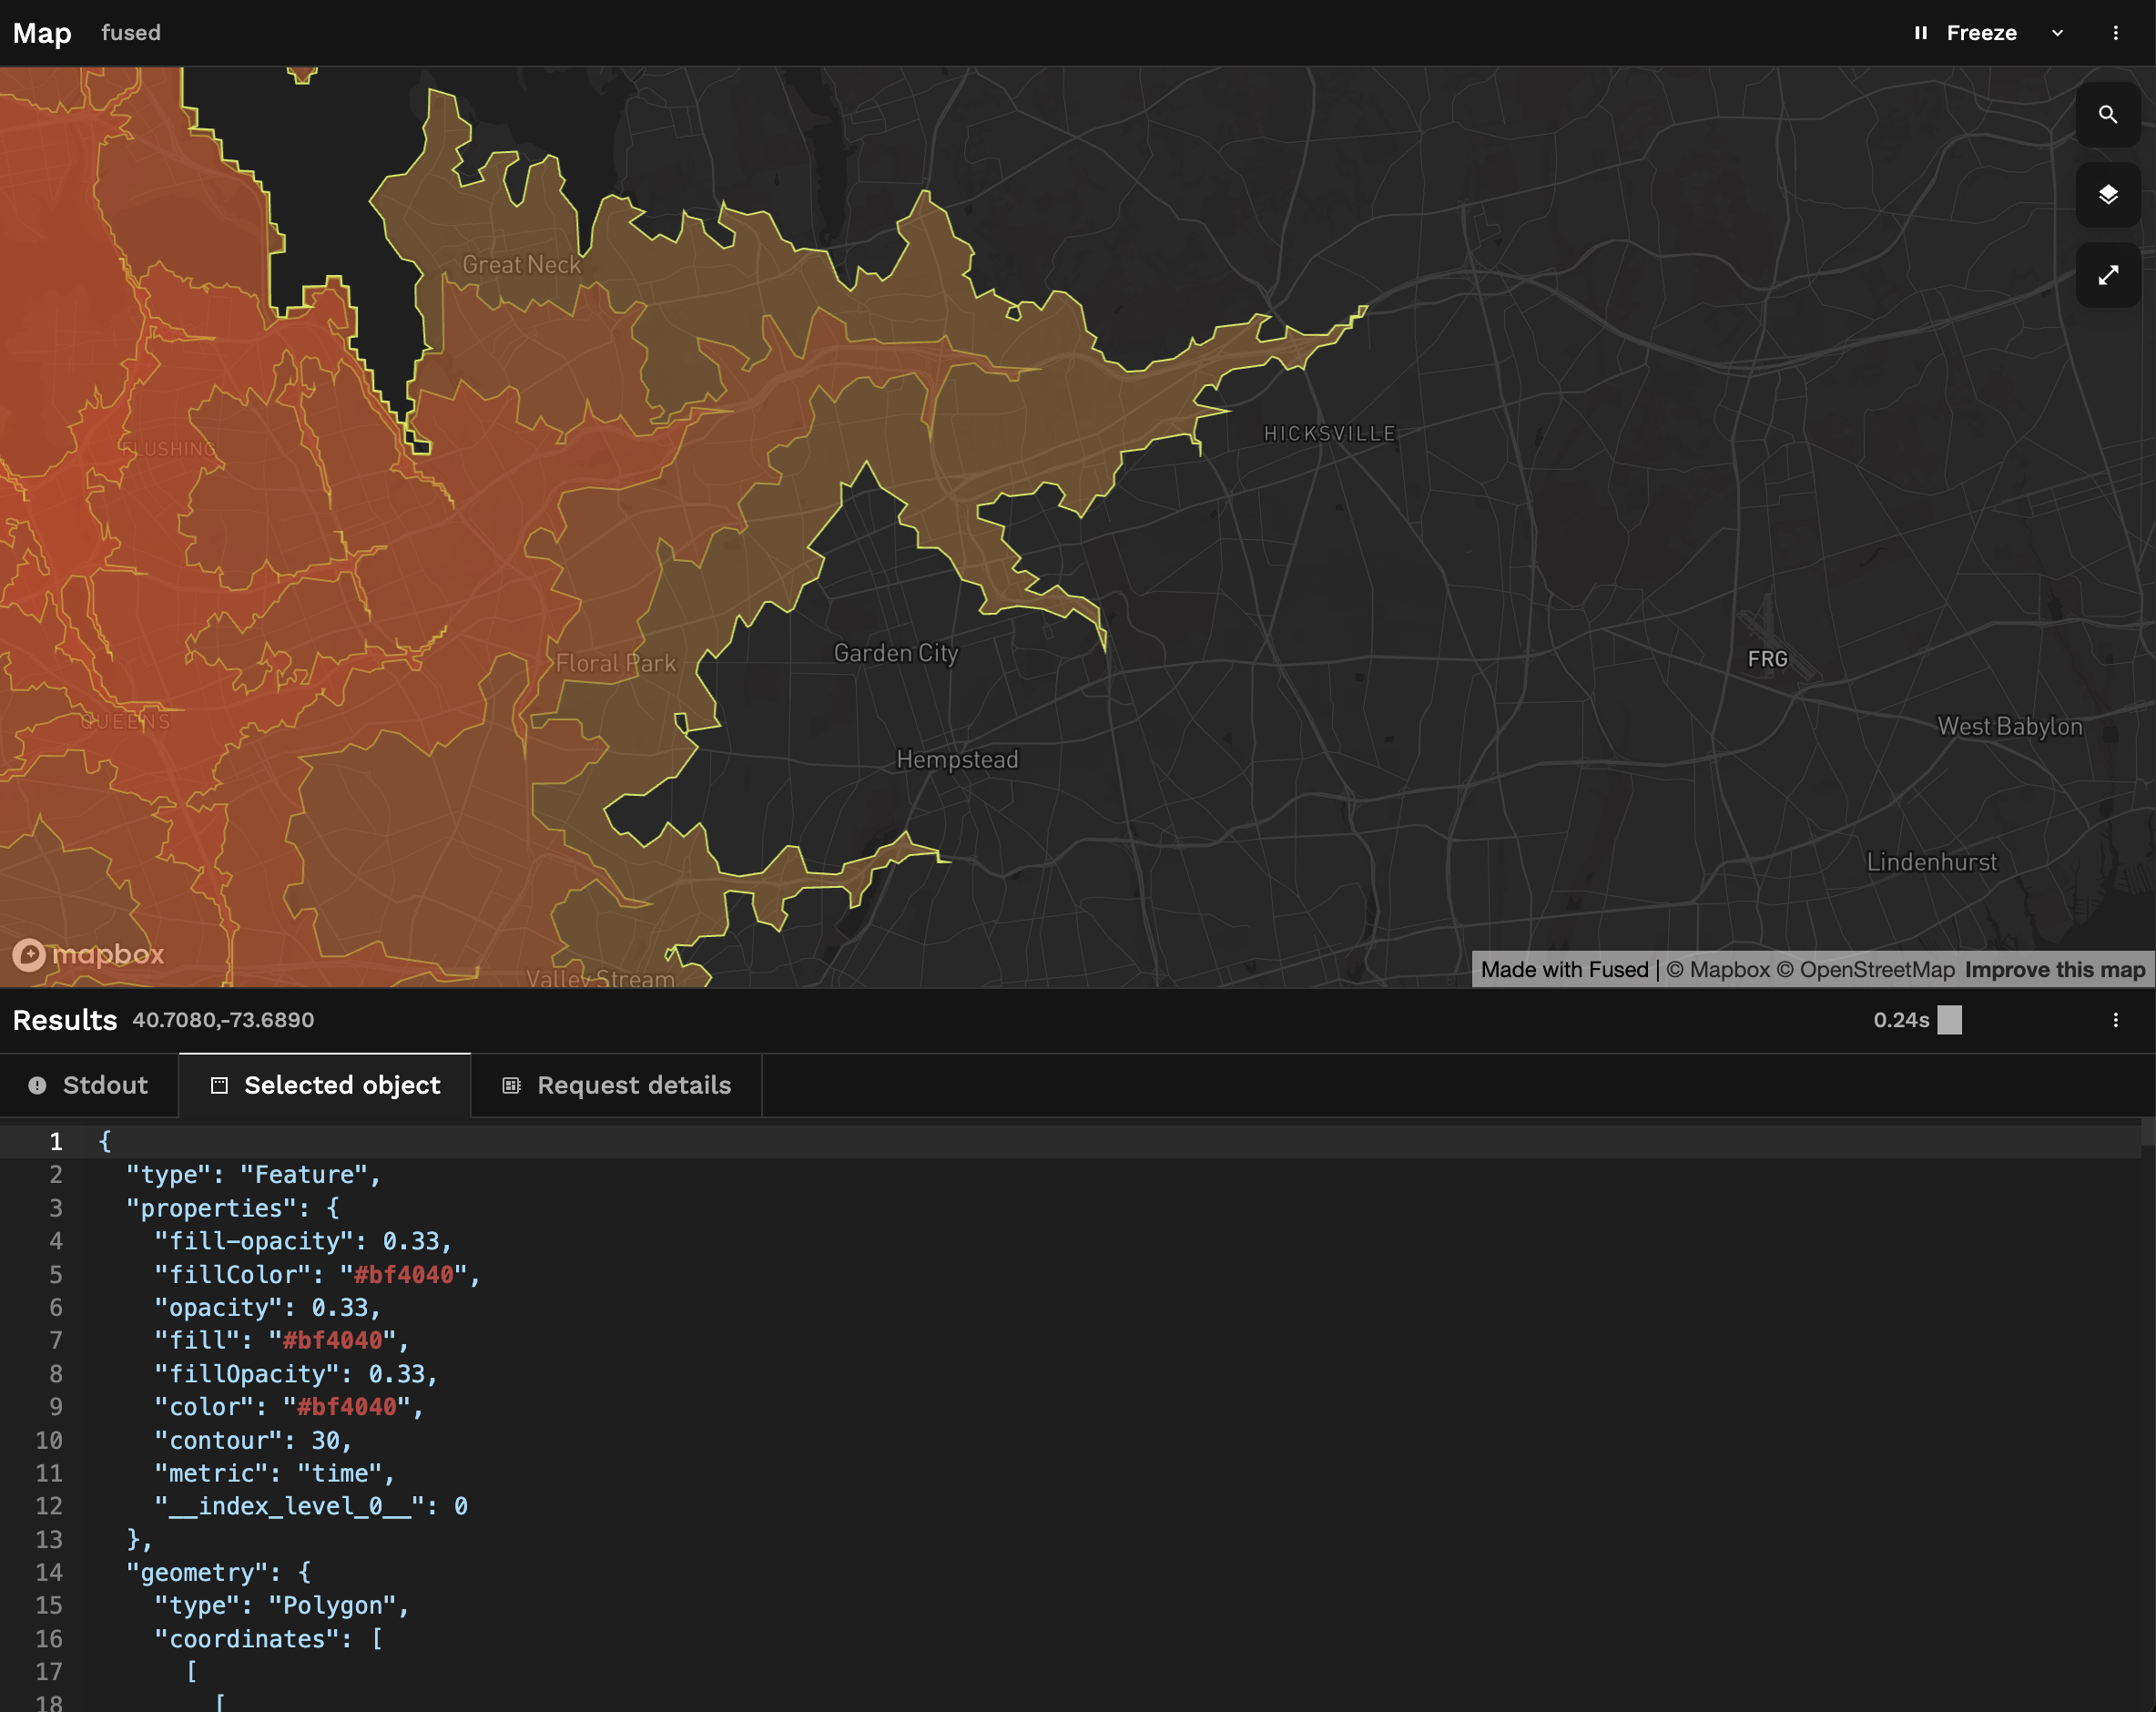 Map fused
Freeze
Great Neck
FLUSHING
HICKSVILLE
Garden City
FRG
Floral Park
QUEENS
West Babylon
Hempstead
Lindenhurst
mapbox
Valley Stream
Made with Fused | © Mapbox © OpenStreetMap Improve this map
Results 40.7080,-73.6890
0.24s
Stdout
Selected object
Request details
1 {
2 "type": "Feature",
3 "properties": {
4 "fill-opacity": 0.33,
5 "fillColor": "#bf4040",
6 "opacity": 0.33,
7 "fill": "#bf4040",
8 "fillOpacity": 0.33,
9 "color": "#bf4040",
10 "contour": 30,
11 "metric": "time",
12 "__index_level_0__": 0
13 },
14 "geometry": {
15 "type": "Polygon",
16 "coordinates": [
17 [
18 [